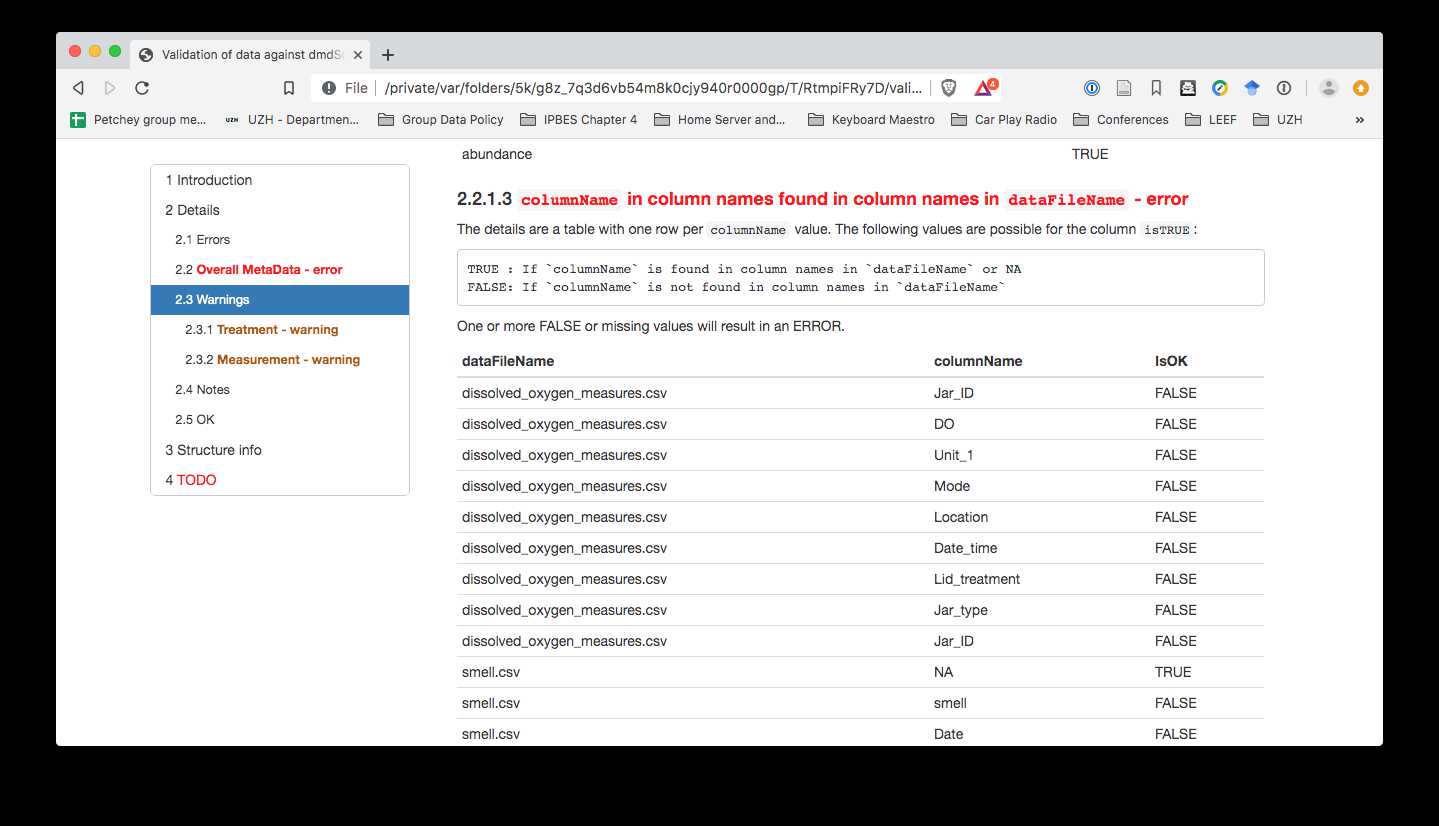 Validation of data against dmdSc
File
/private/var/folders/5k/g8z_7q3d6vb54m8k0cjy940r0000gp/T/RtmpiFRy7D/vali...
4
Petchey group me...
UZH UZH - Departmen...
Group Data Policy
IPBES Chapter 4
Home Server and...
Keyboard Maestro
Car Play Radio
Conferences
LEEF
UZH
»
1 Introduction
2 Details
2.1 Errors
2.2 Overall MetaData - error
2.3 Warnings
2.3.1 Treatment - warning
2.3.2 Measurement - warning
2.4 Notes
2.5 OK
3 Structure info
4 TODO
abundance TRUE
2.2.1.3 columnName in column names found in column names in dataFileName - error
The details are a table with one row per columnName value. The following values are possible for the column isTRUE:
TRUE : If `columnName` is found in column names in `dataFileName` or NA
FALSE: If `columnName` is not found in column names in `dataFileName`
One or more FALSE or missing values will result in an ERROR.
dataFileName columnName IsOK
dissolved_oxygen_measures.csv Jar_ID FALSE
dissolved_oxygen_measures.csv DO FALSE
dissolved_oxygen_measures.csv Unit_1 FALSE
dissolved_oxygen_measures.csv Mode FALSE
dissolved_oxygen_measures.csv Location FALSE
dissolved_oxygen_measures.csv Date_time FALSE
dissolved_oxygen_measures.csv Lid_treatment FALSE
dissolved_oxygen_measures.csv Jar_type FALSE
dissolved_oxygen_measures.csv Jar_ID FALSE
smell.csv NA TRUE
smell.csv smell FALSE
smell.csv Date FALSE